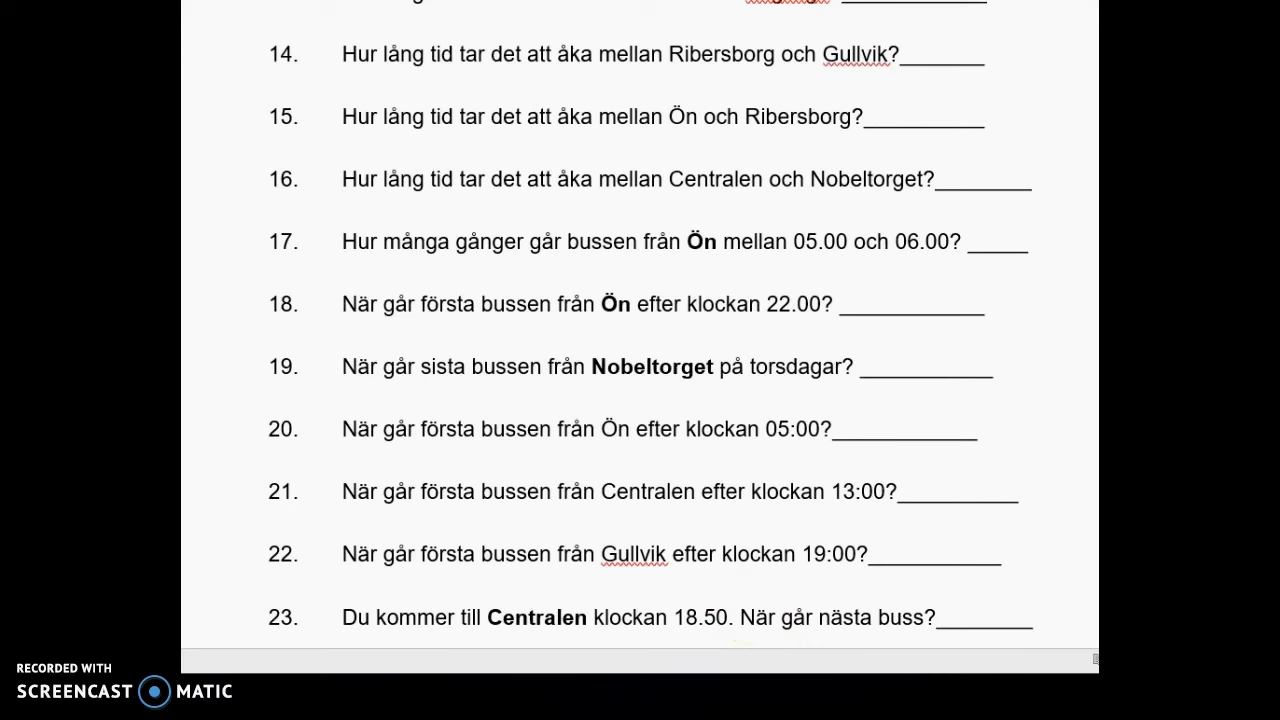 14. Hur lång tid tar det att åka mellan Ribersborg och Gullvik?_______
15. Hur lång tid tar det att åka mellan Ön och Ribersborg?__________
16. Hur lång tid tar det att åka mellan Centralen och Nobeltorget?________
17. Hur många gånger går bussen från Ön mellan 05.00 och 06.00? _____
18. När går första bussen från Ön efter klockan 22.00? ____________
19. När går sista bussen från Nobeltorget på torsdagar? ___________
20. När går första bussen från Ön efter klockan 05:00?____________
21. När går första bussen från Centralen efter klockan 13:00?__________
22. När går första bussen från Gullvik efter klockan 19:00?___________
23. Du kommer till Centralen klockan 18.50. När går nästa buss?________
RECORDED WITH
SCREENCAST MATIC